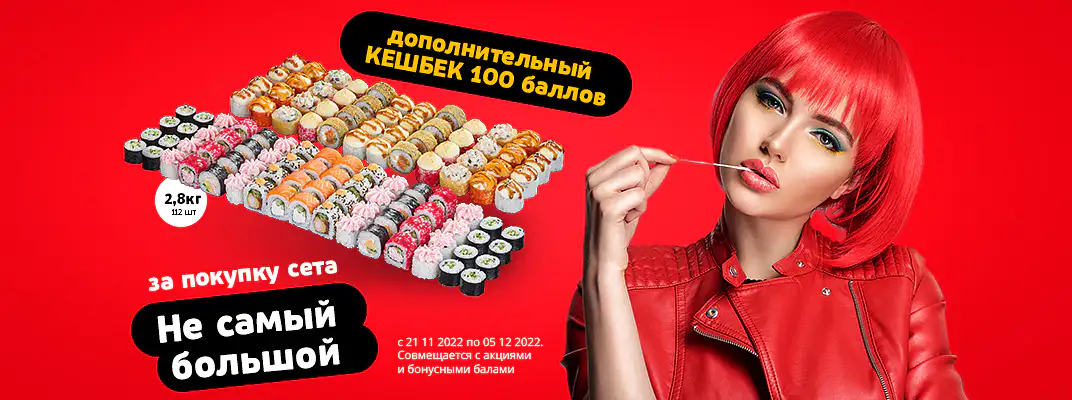 дополнительный
КЕШБЕК 100 баллов
2,8кг
112 шт
за покупку сета
Не самый
большой
с 21 11 2022 по 05 12 2022.
Совмещается с акциями
и бонусными балами